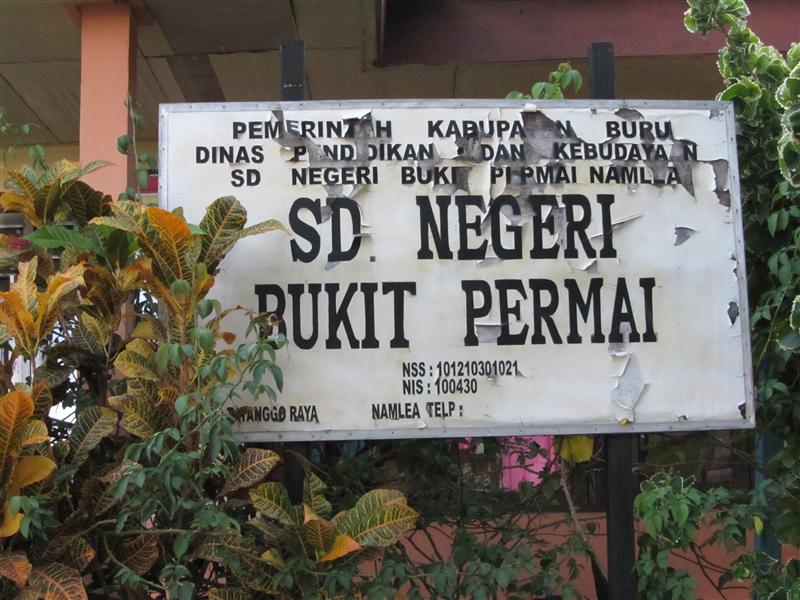 PEMERINTAH KABUPATEN BURU
DINAS PENDIDIKAN DAN KEBUDAYAAN
SD NEGERI BUKIT PERMAI NAMLEA
SD. NEGERI
BUKIT PERMAI
NSS : 101210301021
NIS : 100430
RAYA NAMLEA TELP :